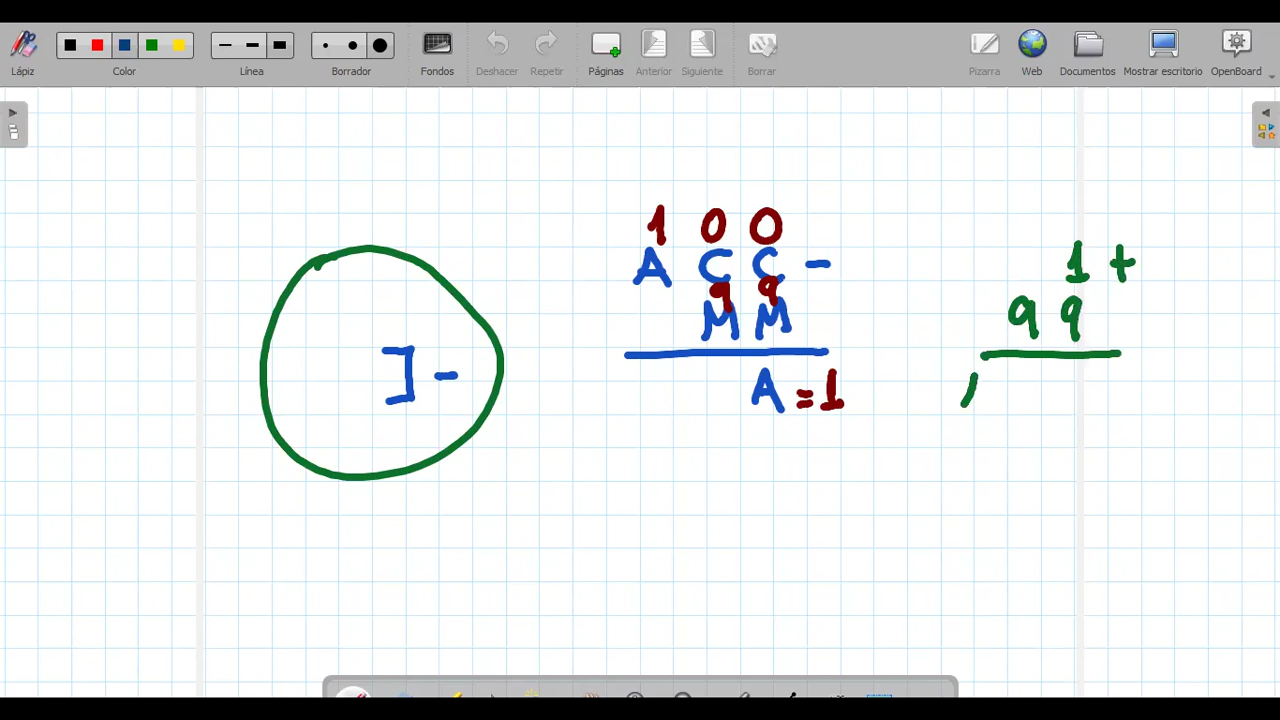 Lápiz Color Línea Borrador Fondos Deshacer Repetir Páginas Anterior Siguiente Borrar Pizarra Web Documentos Mostrar escritorio OpenBoard
1 0 0
A C C -
9 9
M M
A = 1
] -
1 +
9 9